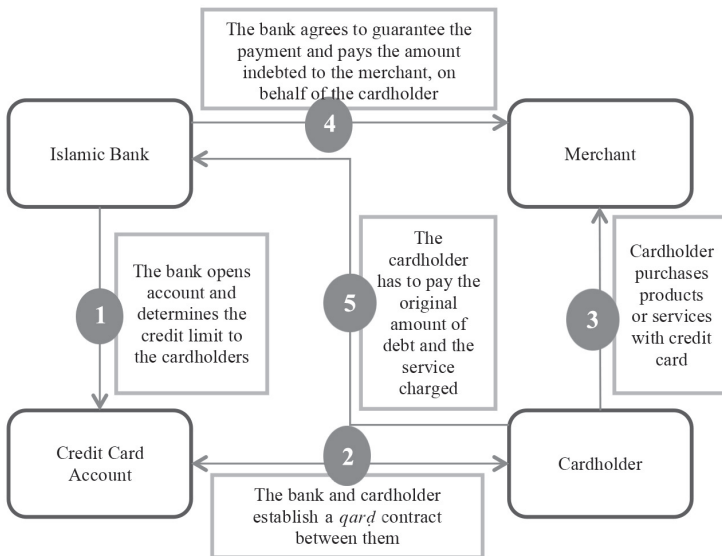 The bank agrees to guarantee the
payment and pays the amount
indebted to the merchant, on
behalf of the cardholder
4
Islamic Bank
Merchant
The bank opens
account and
determines the
credit limit to
the cardholders
1
The
cardholder
has to pay the
original
amount of
debt and the
service
charged
5
Cardholder
purchases
products
or services
with credit
card
3
Credit Card
Account
2
Cardholder
The bank and cardholder
establish a qarḍ contract
between them